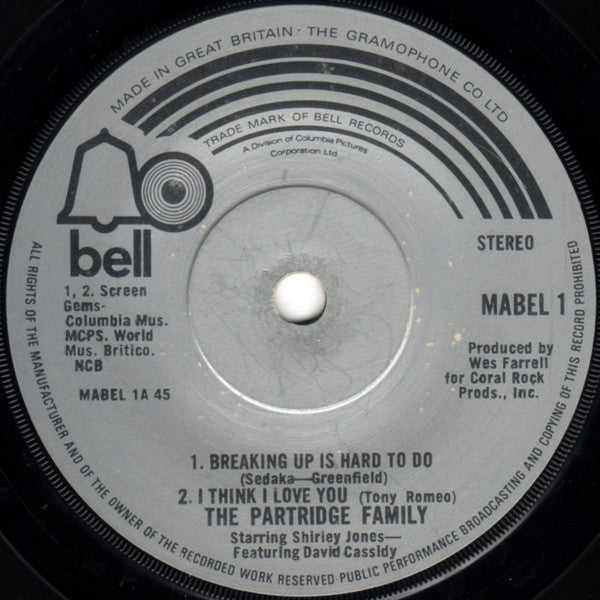 MADE IN GREAT BRITAIN · THE GRAMOPHONE CO LTD
TRADE MARK OF BELL RECORDS
A Division of Columbia Pictures
Corporation Ltd
bell
STEREO
1, 2. Screen
Gems-
Columbia Mus.
MCPS. World
Mus. Britico.
NCB
MABEL 1
Produced by
Wes Farrell
for Coral Rock
Prods., Inc.
MABEL 1A 45
1. BREAKING UP IS HARD TO DO
(Sedaka—Greenfield)
2. I THINK I LOVE YOU (Tony Romeo)
THE PARTRIDGE FAMILY
Starring Shirley Jones—
Featuring David Cassidy
ALL RIGHTS OF THE MANUFACTURER AND OF THE OWNER OF THE RECORDED WORK RESERVED·PUBLIC PERFORMANCE BROADCASTING AND COPYING OF THIS RECORD PROHIBITED